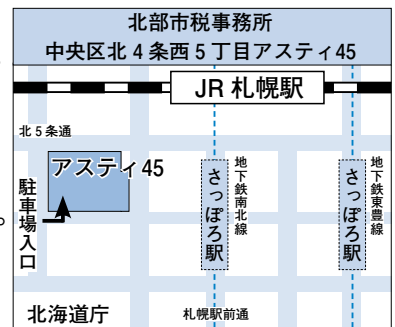 北部市税事務所
中央区北4条西5丁目アスティ45
JR 札幌駅
北5条通
アスティ45
駐車場入口
さっぽろ駅
地下鉄南北線
さっぽろ駅
地下鉄東豊線
北海道庁
札幌駅前通